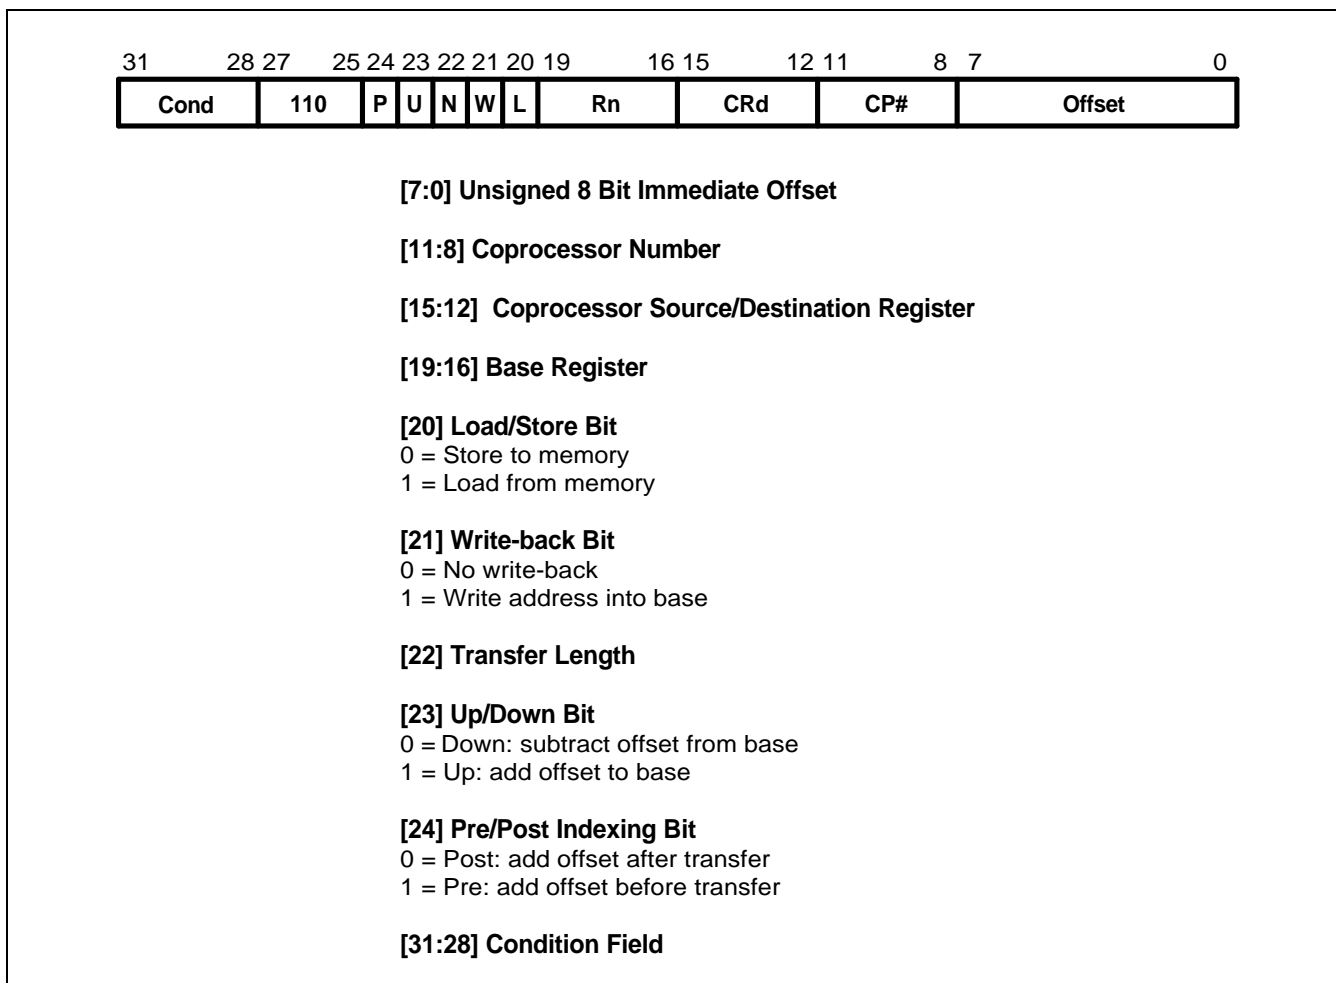 31 28 27 25 24 23 22 21 20 19 16 15 12 11 8 7 0
Cond 110 P U N W L Rn CRd CP# Offset
[7:0] Unsigned 8 Bit Immediate Offset
[11:8] Coprocessor Number
[15:12] Coprocessor Source/Destination Register
[19:16] Base Register
[20] Load/Store Bit
0 = Store to memory
1 = Load from memory
[21] Write-back Bit
0 = No write-back
1 = Write address into base
[22] Transfer Length
[23] Up/Down Bit
0 = Down: subtract offset from base
1 = Up: add offset to base
[24] Pre/Post Indexing Bit
0 = Post: add offset after transfer
1 = Pre: add offset before transfer
[31:28] Condition Field